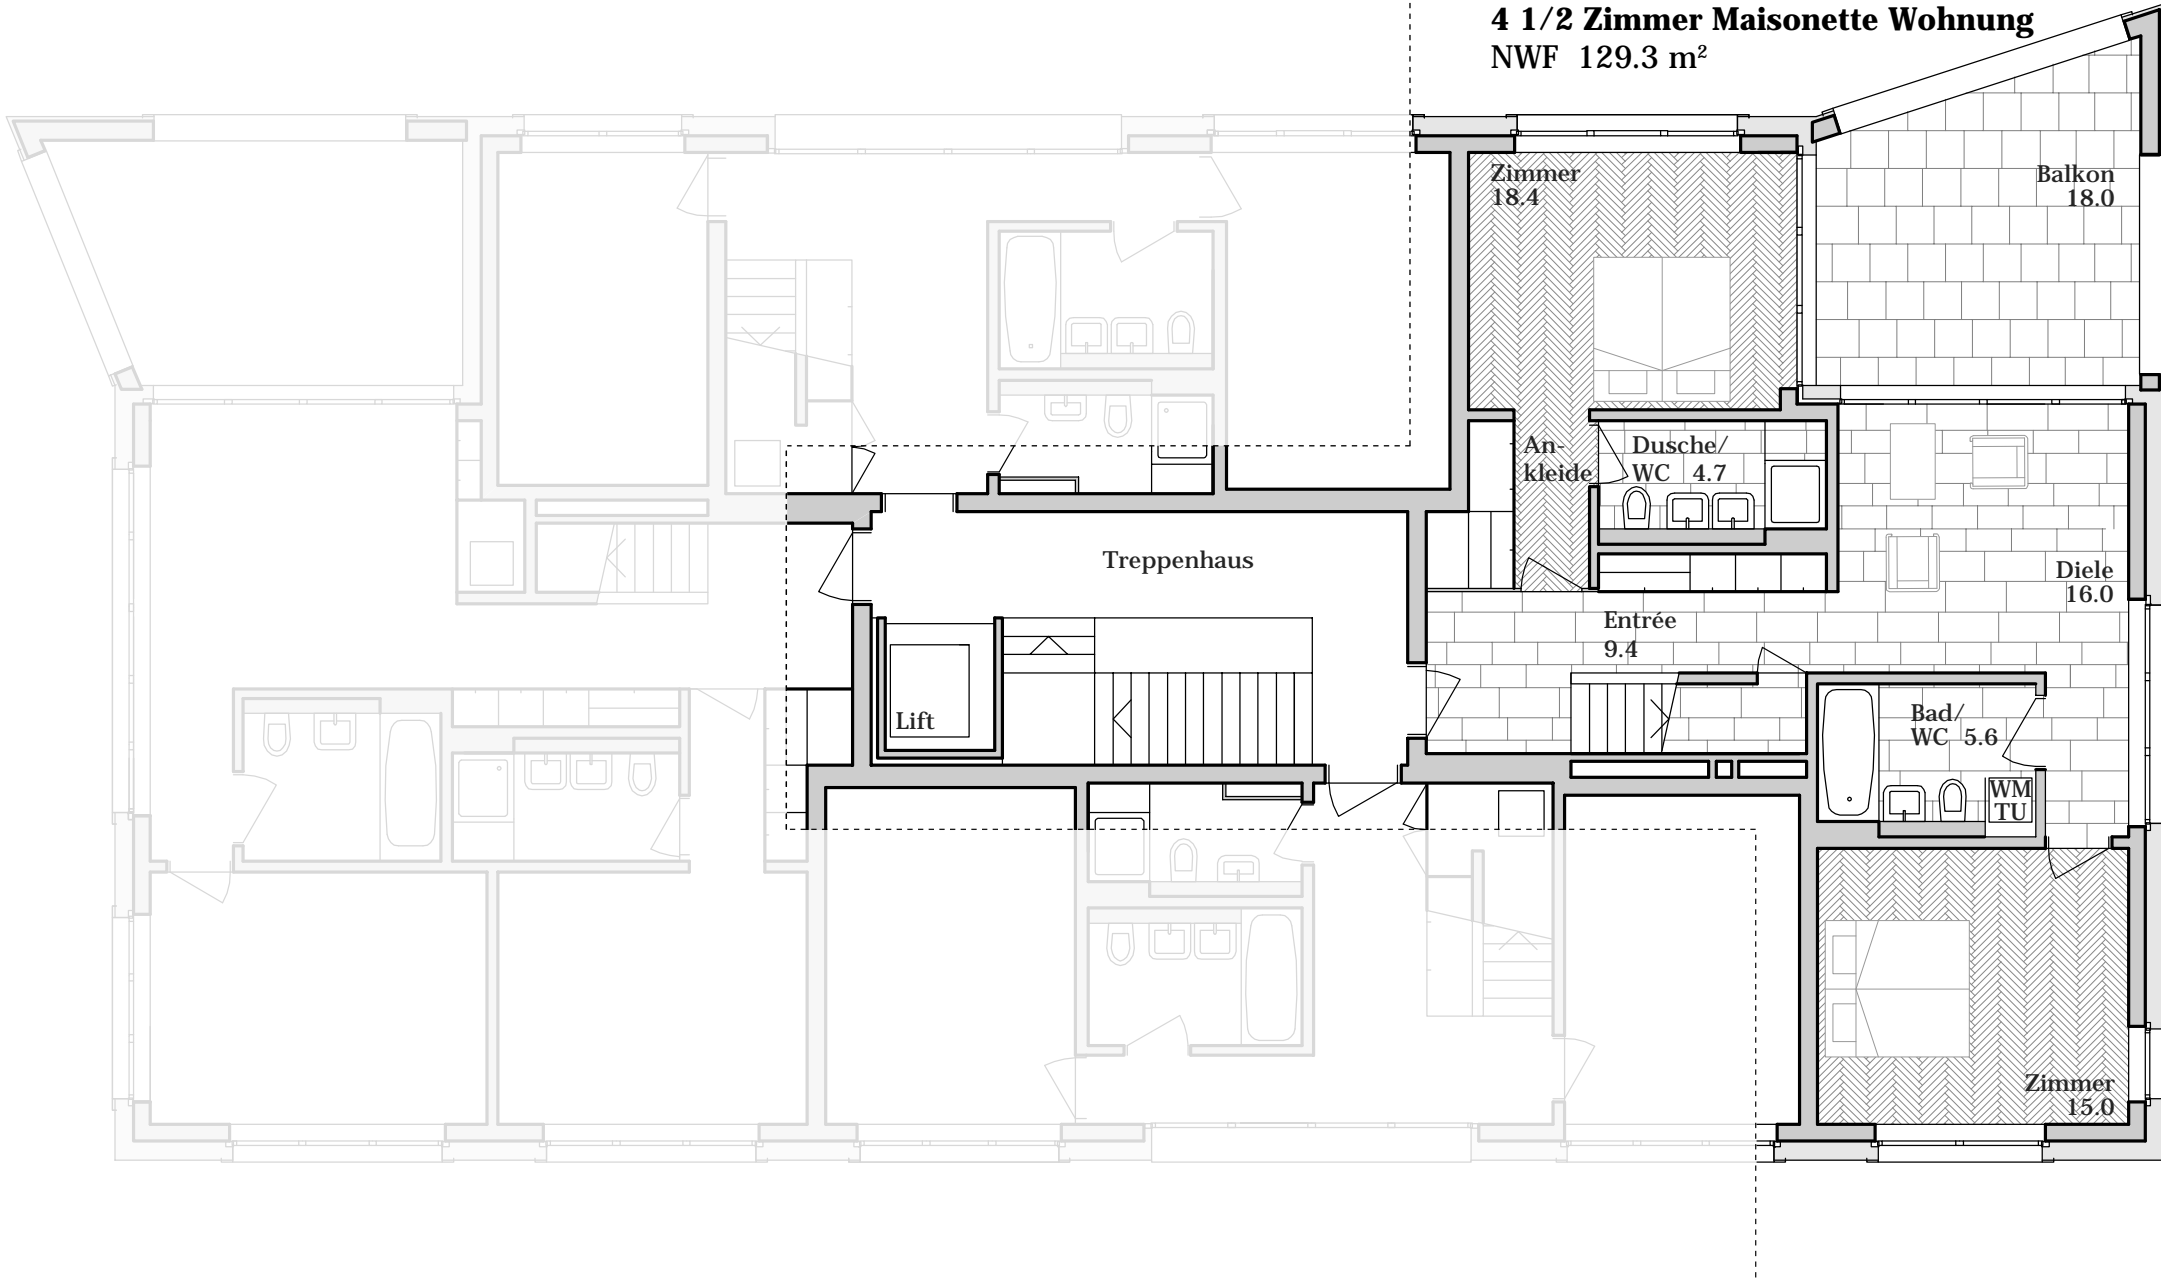 4 1/2 Zimmer Maisonette Wohnung
NWF 129.3 m²
Zimmer
18.4
Balkon
18.0
An-
kleide
Dusche/
WC 4.7
Treppenhaus
Diele
16.0
Entrée
9.4
Lift
Bad/
WC 5.6
WM
TU
Zimmer
15.0